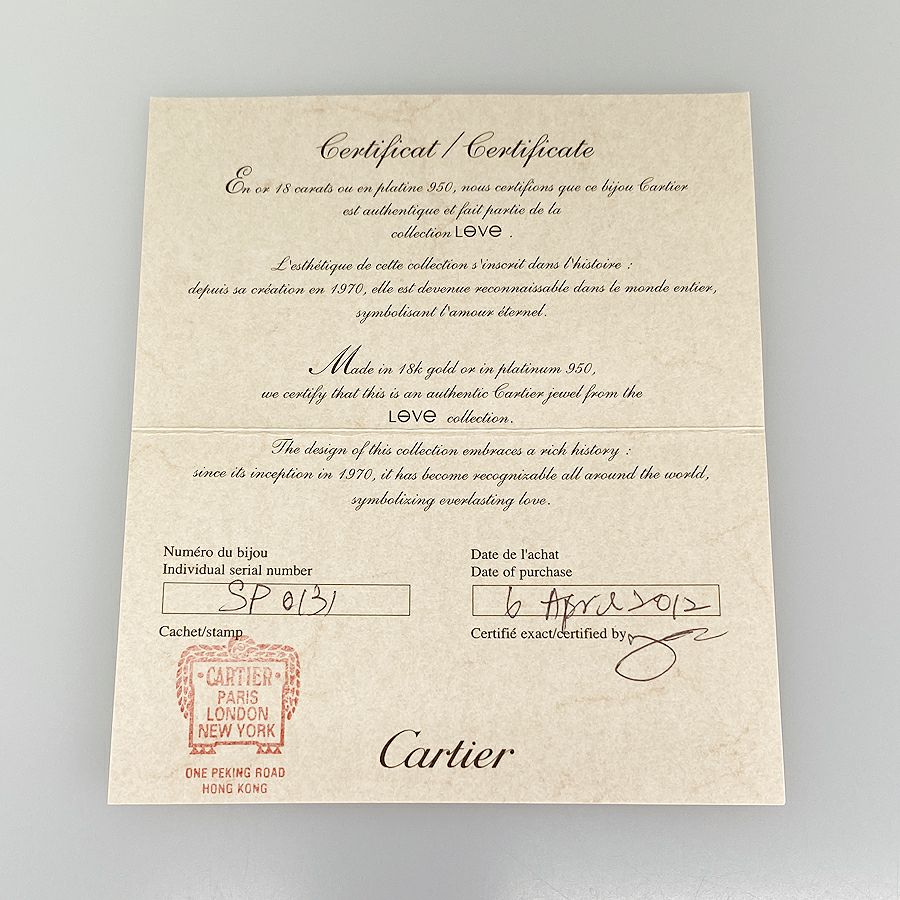 Certificat / Certificate
En or 18 carats ou en platine 950, nous certifions que ce bijou Cartier
est authentique et fait partie de la
collection LOVE .
L'esthétique de cette collection s'inscrit dans l'histoire :
depuis sa création en 1970, elle est devenue reconnaissable dans le monde entier,
symbolisant l'amour éternel.
Made in 18k gold or in platinum 950,
we certify that this is an authentic Cartier jewel from the
LOVE collection.
The design of this collection embraces a rich history :
since its inception in 1970, it has become recognizable all around the world,
symbolizing everlasting love.
Numéro du bijou
Individual serial number
SP 0131
Date de l'achat
Date of purchase
6 April 2012
Cachet/stamp
Certifié exact/certified by
·CARTIER·
PARIS
LONDON
NEW YORK
ONE PEKING ROAD
HONG KONG
Cartier